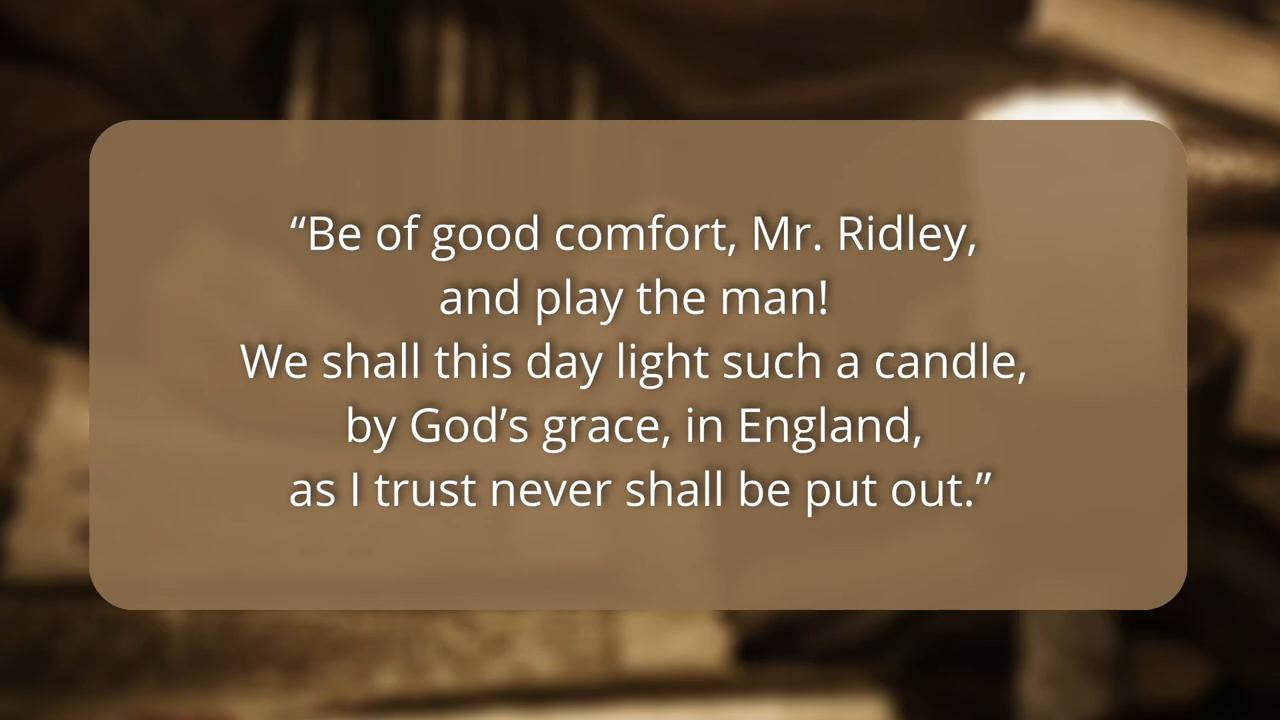 “Be of good comfort, Mr. Ridley,
and play the man!
We shall this day light such a candle,
by God’s grace, in England,
as I trust never shall be put out.”